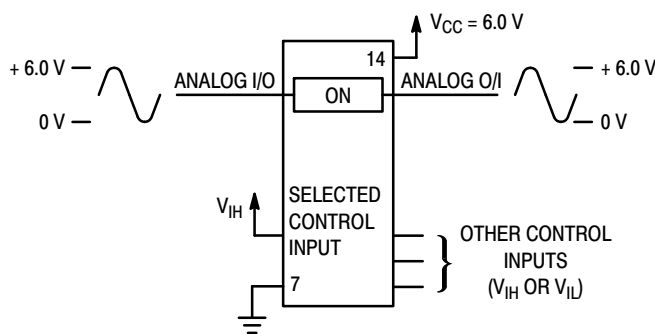 V_CC = 6.0 V
14
+ 6.0 V
ANALOG I/O
ON
ANALOG O/I
+ 6.0 V
0 V
0 V
V_IH
SELECTED
CONTROL
INPUT
OTHER CONTROL
INPUTS
(V_IH OR V_IL)
7